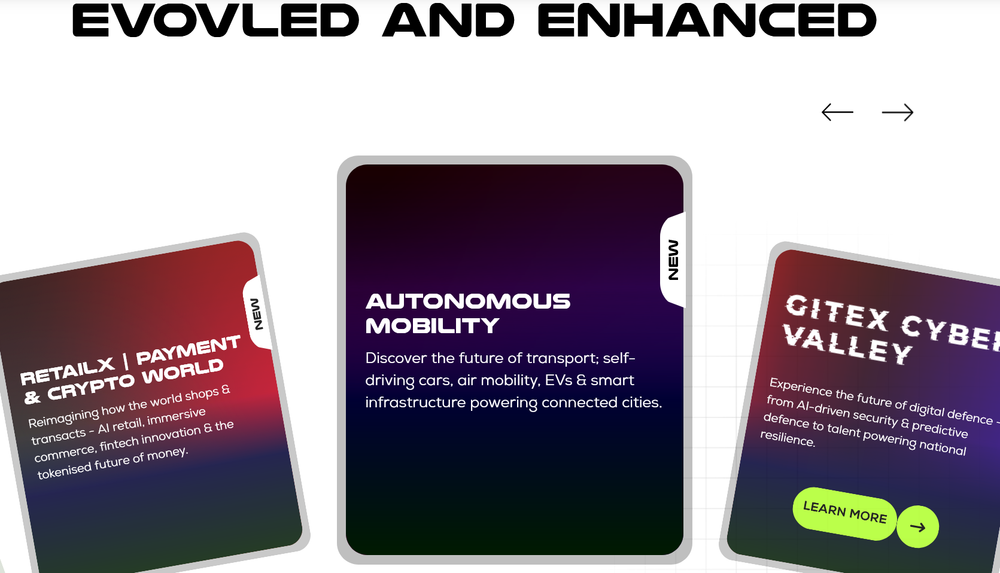 EVOVLED AND ENHANCED
RETAILX | PAYMENT
& CRYPTO WORLD
Reimagining how the world shops &
transacts - AI retail, immersive
commerce, fintech innovation & the
tokenised future of money.
NEW
AUTONOMOUS
MOBILITY
Discover the future of transport; self-
driving cars, air mobility, EVs & smart
infrastructure powering connected cities.
NEW
GITEX CYBER
VALLEY
Experience the future of digital defence -
from AI-driven security & predictive
defence to talent powering national
resilience.
LEARN MORE